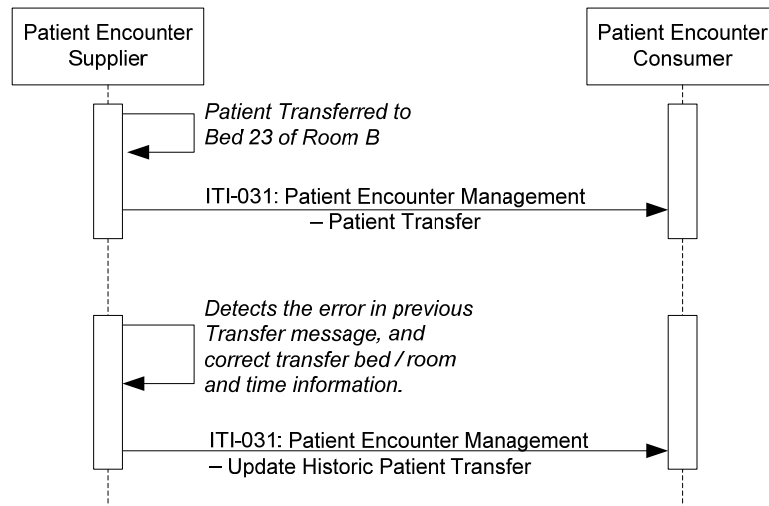 Patient Encounter
Supplier
Patient Encounter
Consumer
Patient Transferred to
Bed 23 of Room B
ITI-031: Patient Encounter Management
– Patient Transfer
Detects the error in previous
Transfer message, and
correct transfer bed / room
and time information.
ITI-031: Patient Encounter Management
– Update Historic Patient Transfer